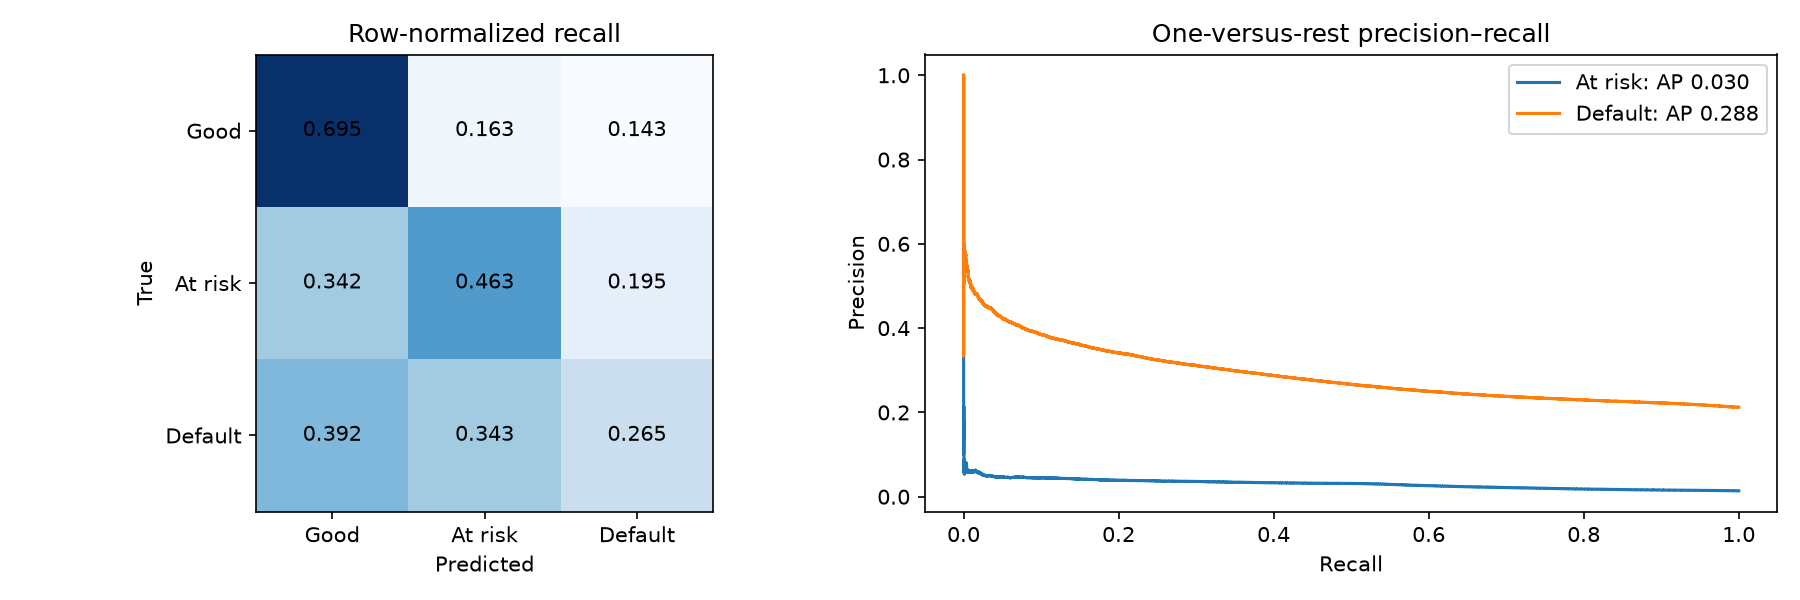 Row-normalized recall
True
Good
At risk
Default
0.695 0.163 0.143
0.342 0.463 0.195
0.392 0.343 0.265
Good At risk Default
Predicted
One-versus-rest precision–recall
Precision
1.0
0.8
0.6
0.4
0.2
0.0
At risk: AP 0.030
Default: AP 0.288
0.0 0.2 0.4 0.6 0.8 1.0
Recall